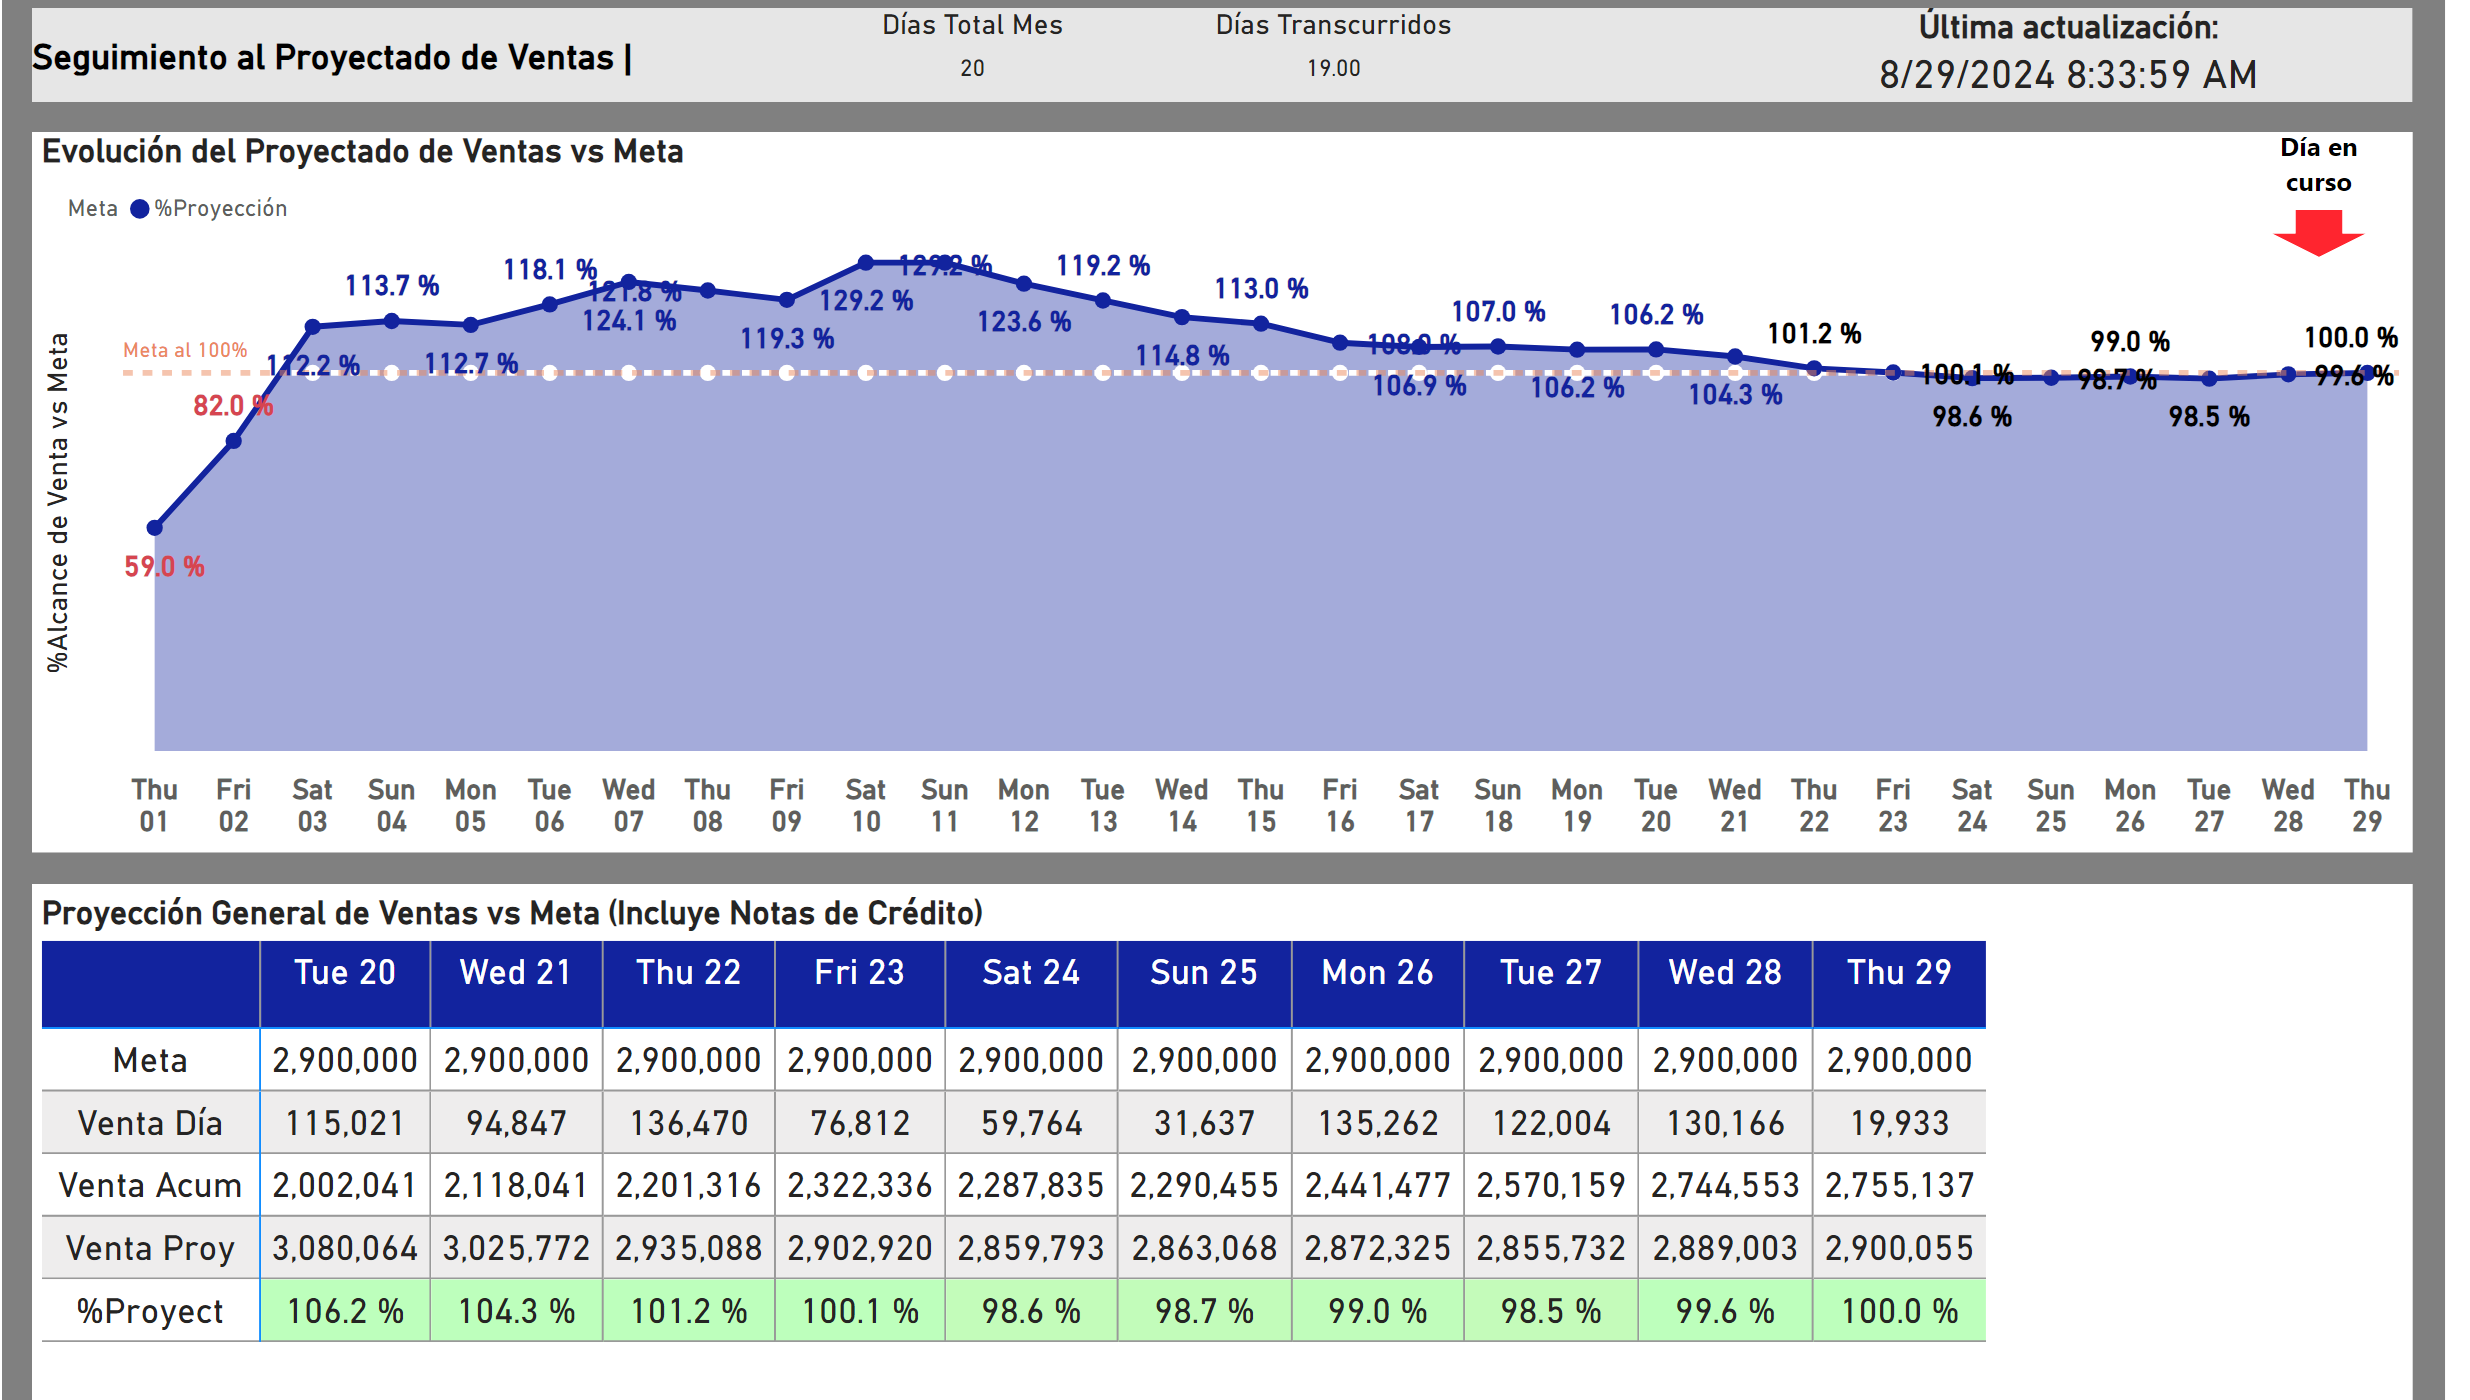 Seguimiento al Proyectado de Ventas |
Días Total Mes
20
Días Transcurridos
19.00
Última actualización:
8/29/2024 8:33:59 AM
Evolución del Proyectado de Ventas vs Meta
Día en
curso
Meta %Proyección
%Alcance de Venta vs Meta
Meta al 100%
59.0 %
82.0 %
112.2 %
113.7 %
112.7 %
118.1 %
124.1 %
121.8 %
119.3 %
129.2 %
129.2 %
123.6 %
119.2 %
114.8 %
113.0 %
108.0 %
106.9 %
107.0 %
106.2 %
106.2 %
104.3 %
101.2 %
100.1 %
98.6 %
98.7 %
99.0 %
98.5 %
99.6 %
100.0 %
Thu Fri Sat Sun Mon Tue Wed Thu Fri Sat Sun Mon Tue Wed Thu Fri Sat Sun Mon Tue Wed Thu Fri Sat Sun Mon Tue Wed Thu
01 02 03 04 05 06 07 08 09 10 11 12 13 14 15 16 17 18 19 20 21 22 23 24 25 26 27 28 29
Proyección General de Ventas vs Meta (Incluye Notas de Crédito)
Tue 20 Wed 21 Thu 22 Fri 23 Sat 24 Sun 25 Mon 26 Tue 27 Wed 28 Thu 29
Meta 2,900,000 2,900,000 2,900,000 2,900,000 2,900,000 2,900,000 2,900,000 2,900,000 2,900,000 2,900,000
Venta Día 115,021 94,847 136,470 76,812 59,764 31,637 135,262 122,004 130,166 19,933
Venta Acum 2,002,041 2,118,041 2,201,316 2,322,336 2,287,835 2,290,455 2,441,477 2,570,159 2,744,553 2,755,137
Venta Proy 3,080,064 3,025,772 2,935,088 2,902,920 2,859,793 2,863,068 2,872,325 2,855,732 2,889,003 2,900,055
%Proyect 106.2 % 104.3 % 101.2 % 100.1 % 98.6 % 98.7 % 99.0 % 98.5 % 99.6 % 100.0 %